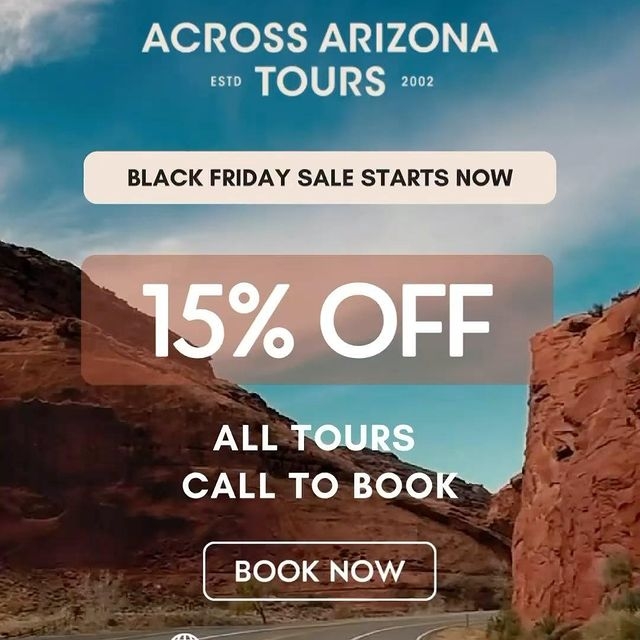 ACROSS ARIZONA
ESTD TOURS 2002
BLACK FRIDAY SALE STARTS NOW
15% OFF
ALL TOURS
CALL TO BOOK
BOOK NOW